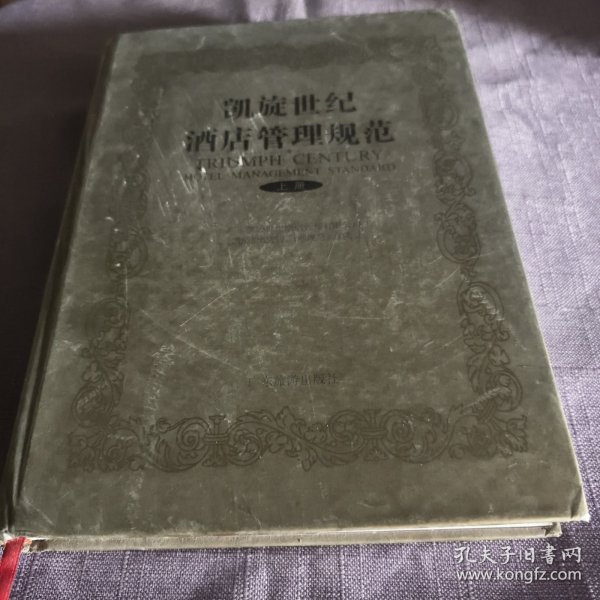 凯旋世纪
酒店管理规范
TRIUMPH CENTURY
HOTEL MANAGEMENT STANDARD
上册
广东旅游出版社
孔夫子旧书网
www.kongfz.com